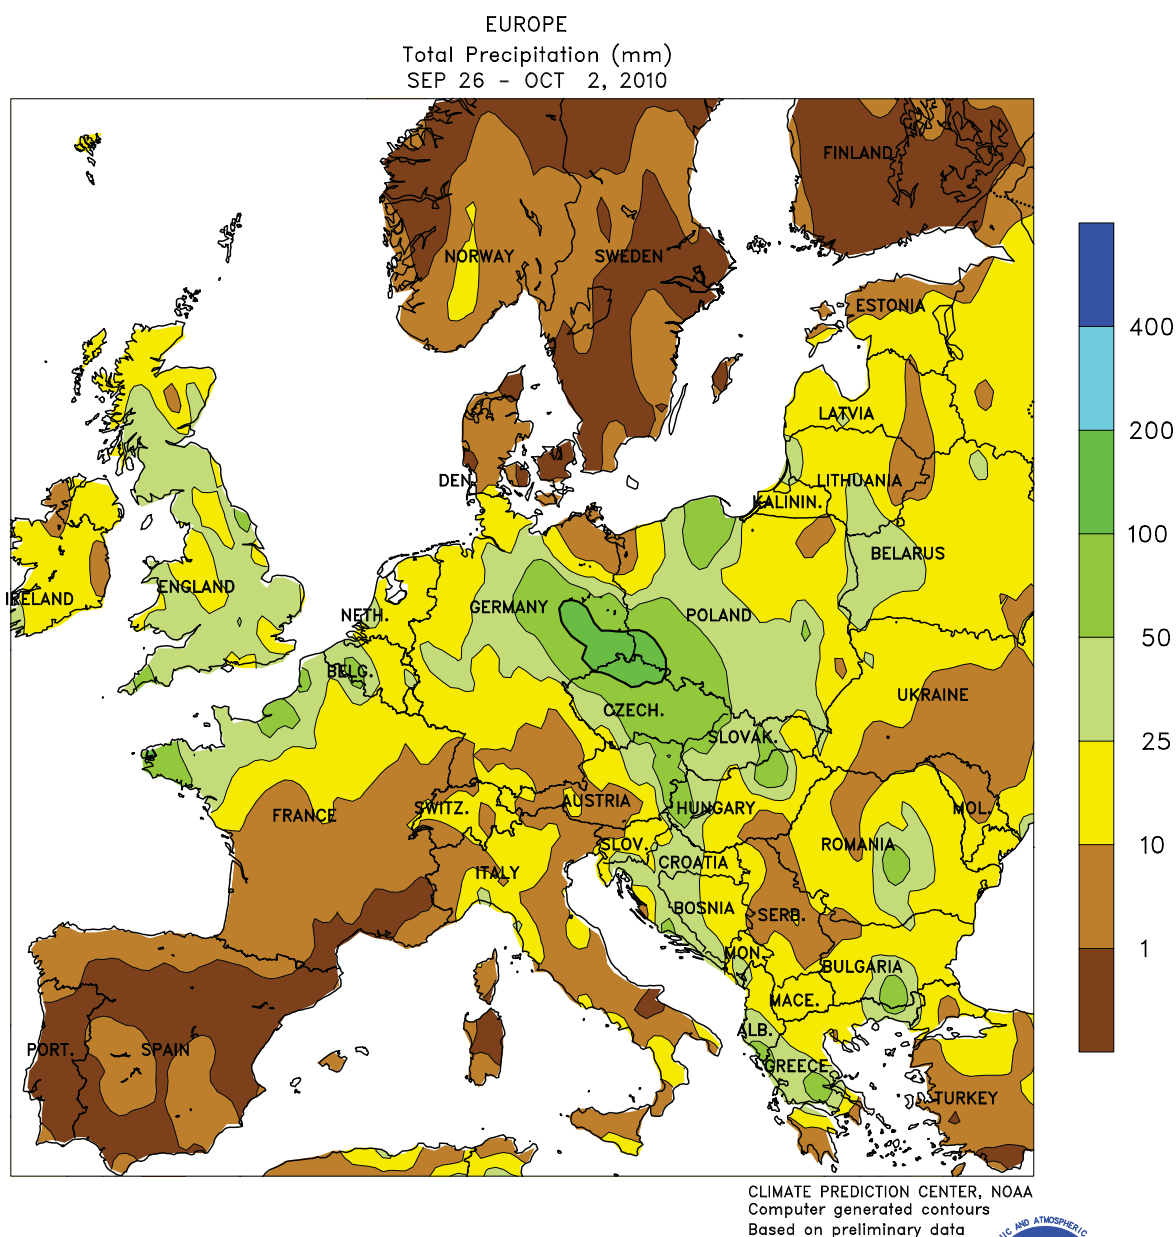 EUROPE
Total Precipitation (mm)
SEP 26 - OCT 2, 2010
FINLAND
NORWAY
SWEDEN
ESTONIA
400
LATVIA
200
DEN.
LITHUANIA
KALININ.
100
BELARUS
ENGLAND
IRELAND
NETH.
GERMANY
POLAND
50
BELG.
UKRAINE
CZECH.
SLOVAK.
25
FRANCE
SWITZ.
AUSTRIA
HUNGARY
MOL.
ROMANIA
10
SLOV.
CROATIA
ITALY
BOSNIA
SERB.
MON.
1
BULGARIA
MACE.
ALB.
PORT.
SPAIN
GREECE
TURKEY
CLIMATE PREDICTION CENTER, NOAA
Computer generated contours
Based on preliminary data
AND ATMOSPHERIC